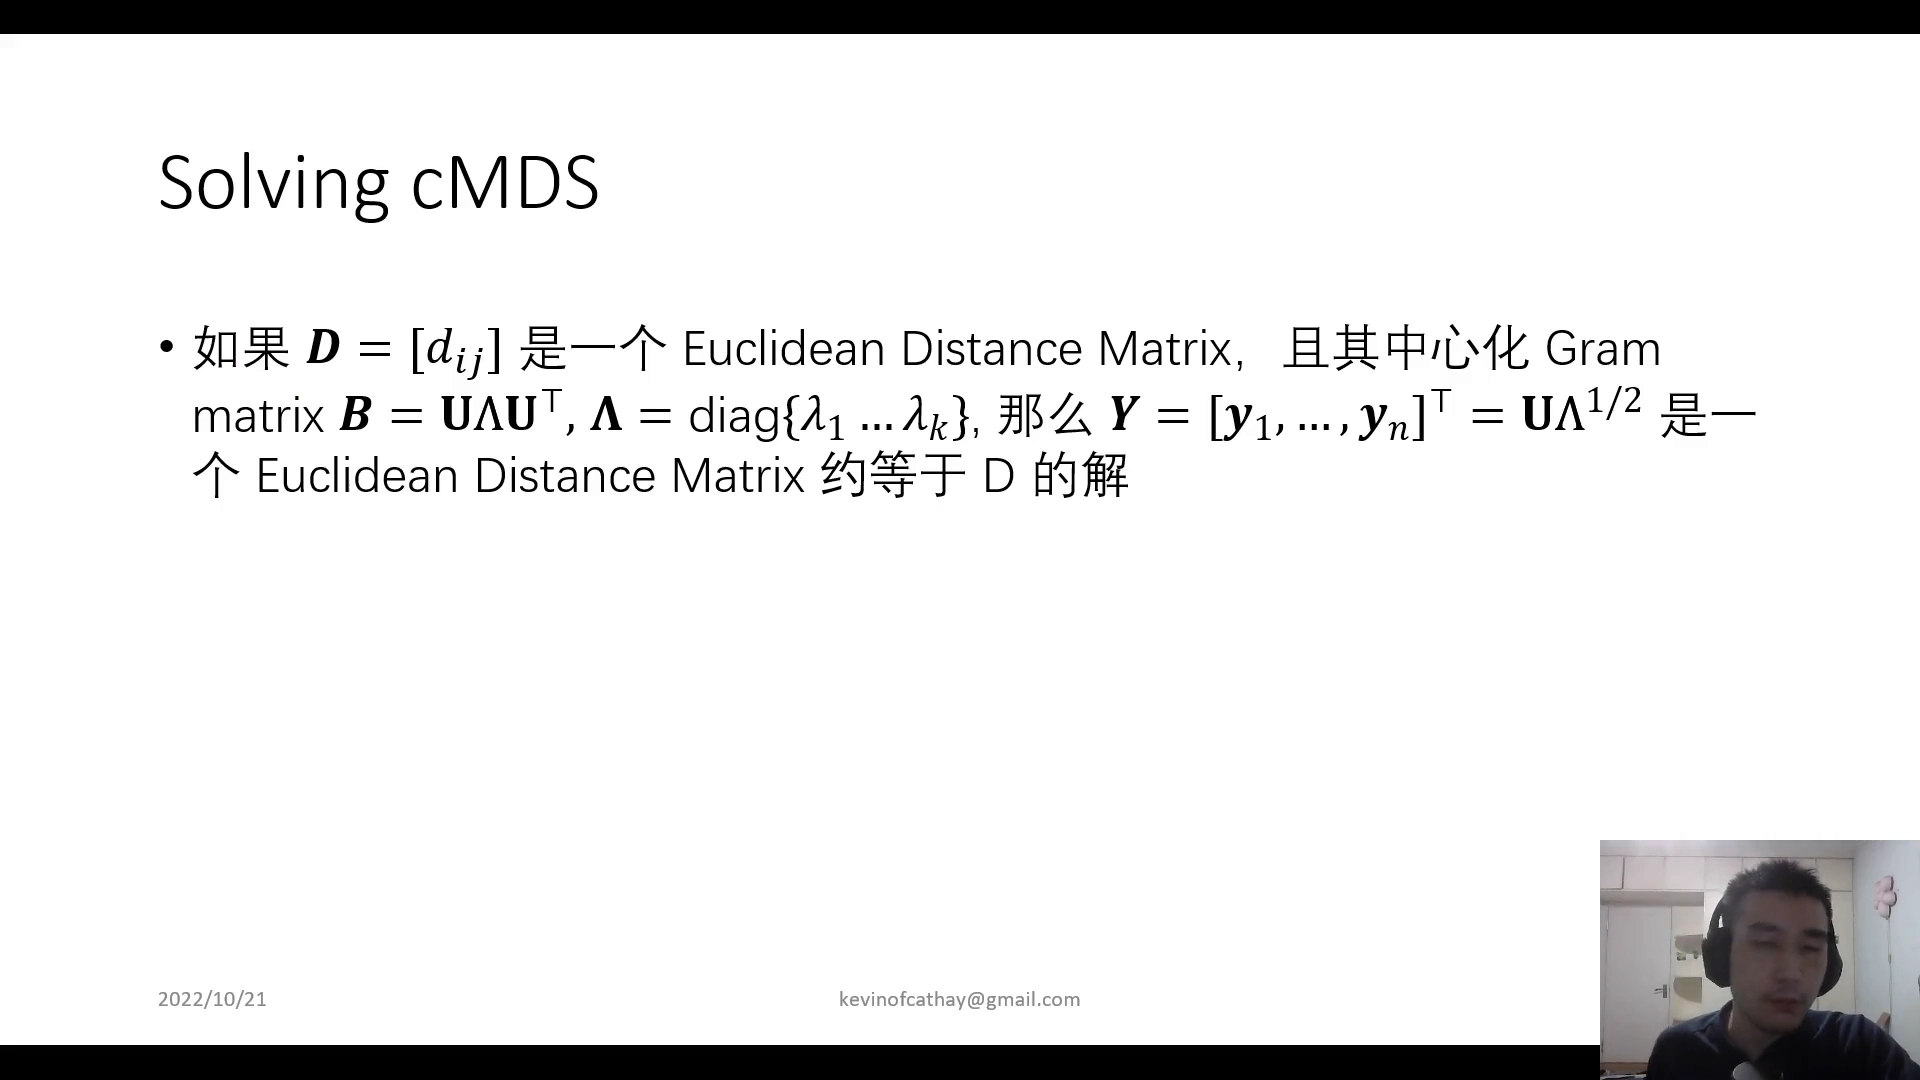 Solving cMDS
• 如果 𝑫 = [𝑑ᵢⱼ] 是一个 Euclidean Distance Matrix，且其中心化 Gram
matrix 𝑩 = 𝐔Λ𝐔⊤, 𝚲 = diag{𝜆₁ … 𝜆ₖ}, 那么 𝒀 = [𝒚₁, … , 𝒚ₙ]⊤ = 𝐔Λ^{1/2} 是一
个 Euclidean Distance Matrix 约等于 D 的解
2022/10/21
kevinofcathay@gmail.com